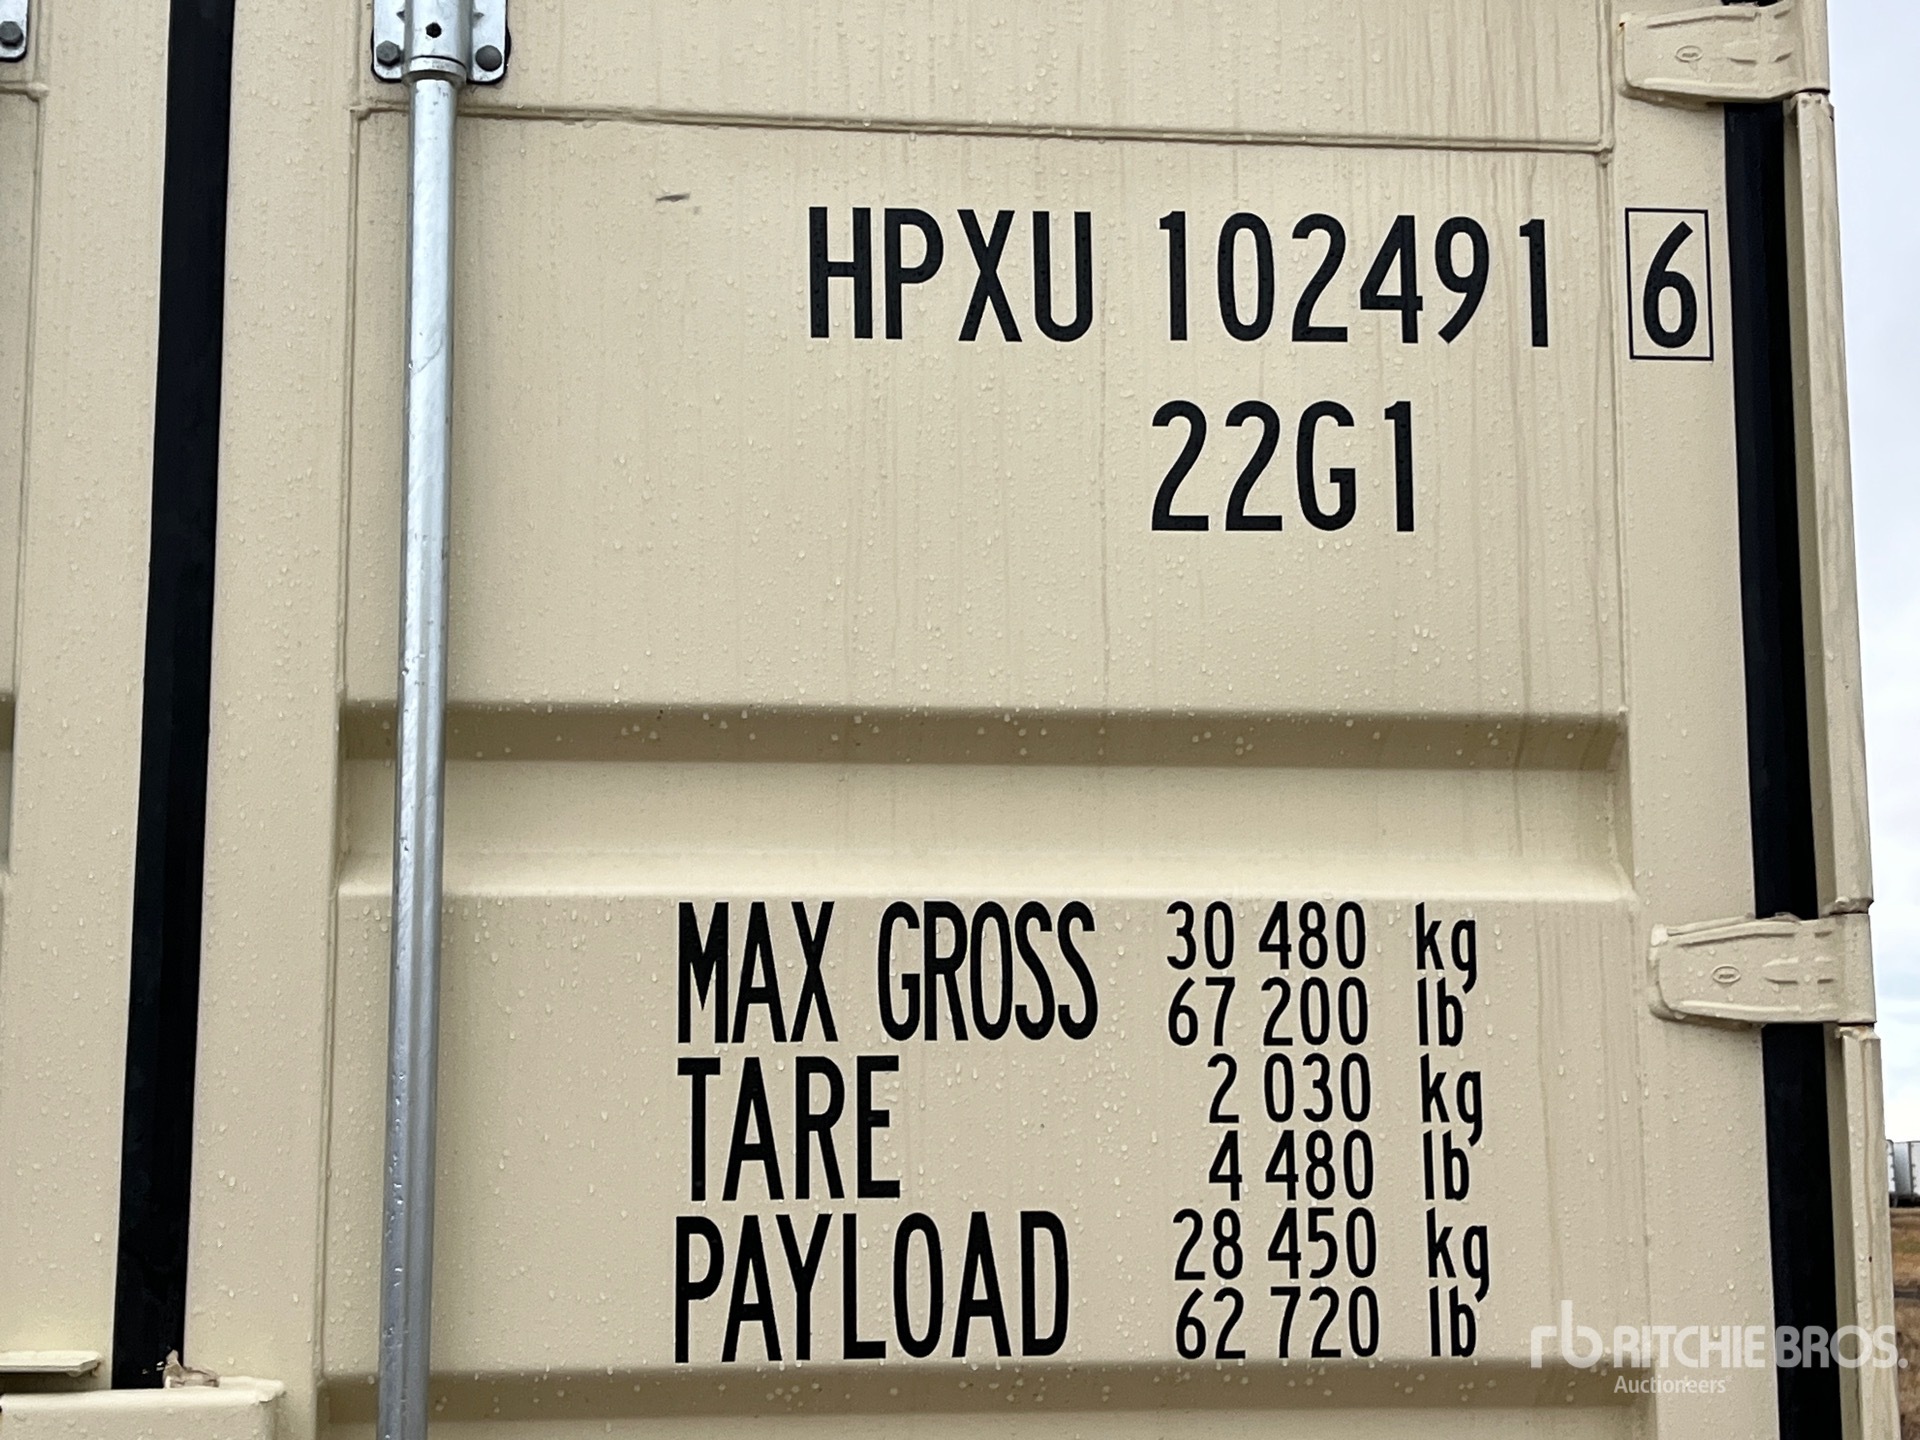 HPXU 102491 6
22G1
MAX GROSS 30 480 kg
67 200 lb
TARE 2 030 kg
4 480 lb
PAYLOAD 28 450 kg
62 720 lb
rb RITCHIE BROS.
Auctioneers